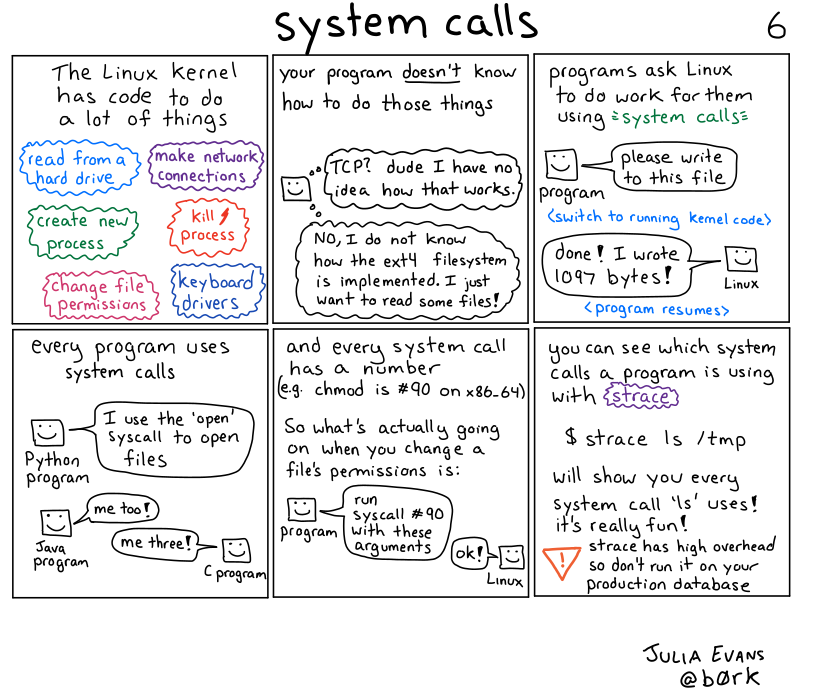 system calls
6
The Linux Kernel
has code to do
a lot of things
read from a
hard drive
make network
connections
create new
process
kill
process
change file
permissions
keyboard
drivers
your program doesn't know
how to do those things
TCP? dude I have no
idea how that works.
NO, I do not know
how the ext4 filesystem
is implemented. I just
want to read some files!
programs ask Linux
to do work for them
using system calls
please write
to this file
program
<switch to running kernel code>
done! I wrote
1097 bytes!
Linux
<program resumes>
every program uses
system calls
I use the 'open'
syscall to open
files
Python
program
me too!
Java
program
me three!
C program
and every system call
has a number
(e.g. chmod is #90 on x86_64)
So what's actually going
on when you change a
file's permissions is:
run
syscall #90
with these
arguments
program
ok!
Linux
you can see which system
calls a program is using
with strace
$ strace ls /tmp
will show you every
system call 'ls' uses!
it's really fun!
!
strace has high overhead
so don't run it on your
production database
JULIA EVANS
@b0rk